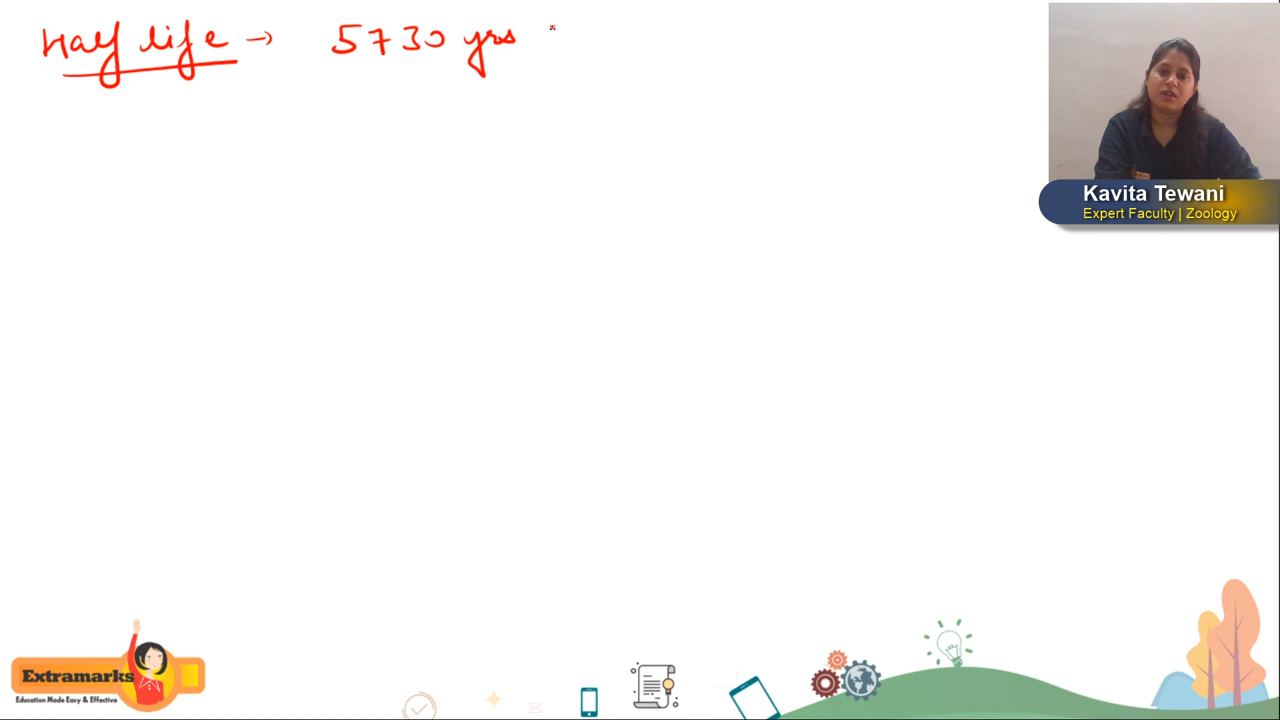 Half life → 5730 yrs
Kavita Tewani
Expert Faculty | Zoology
Extramarks
Education Made Easy & Effective